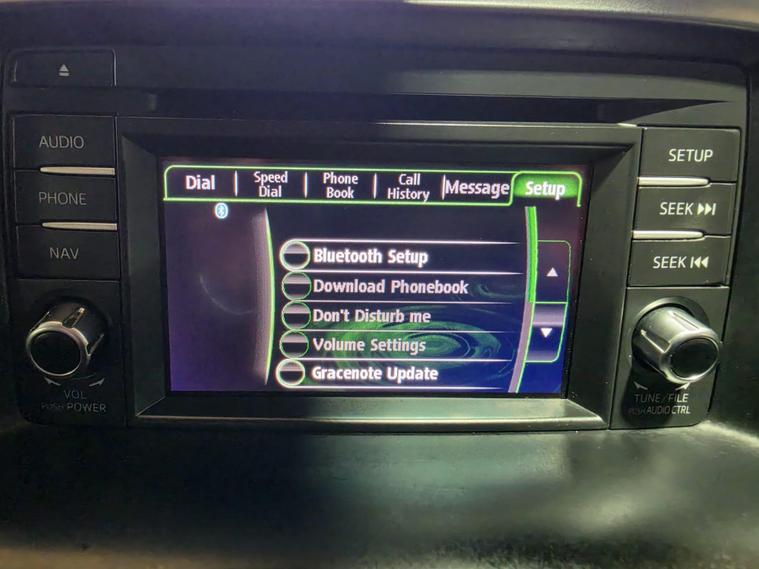 AUDIO
PHONE
NAV
VOL
PUSH POWER
Dial
Speed Dial
Phone Book
Call History
Message
Setup
Bluetooth Setup
Download Phonebook
Don't Disturb me
Volume Settings
Gracenote Update
SETUP
SEEK
SEEK
TUNE/FILE
PUSH AUDIO CTRL